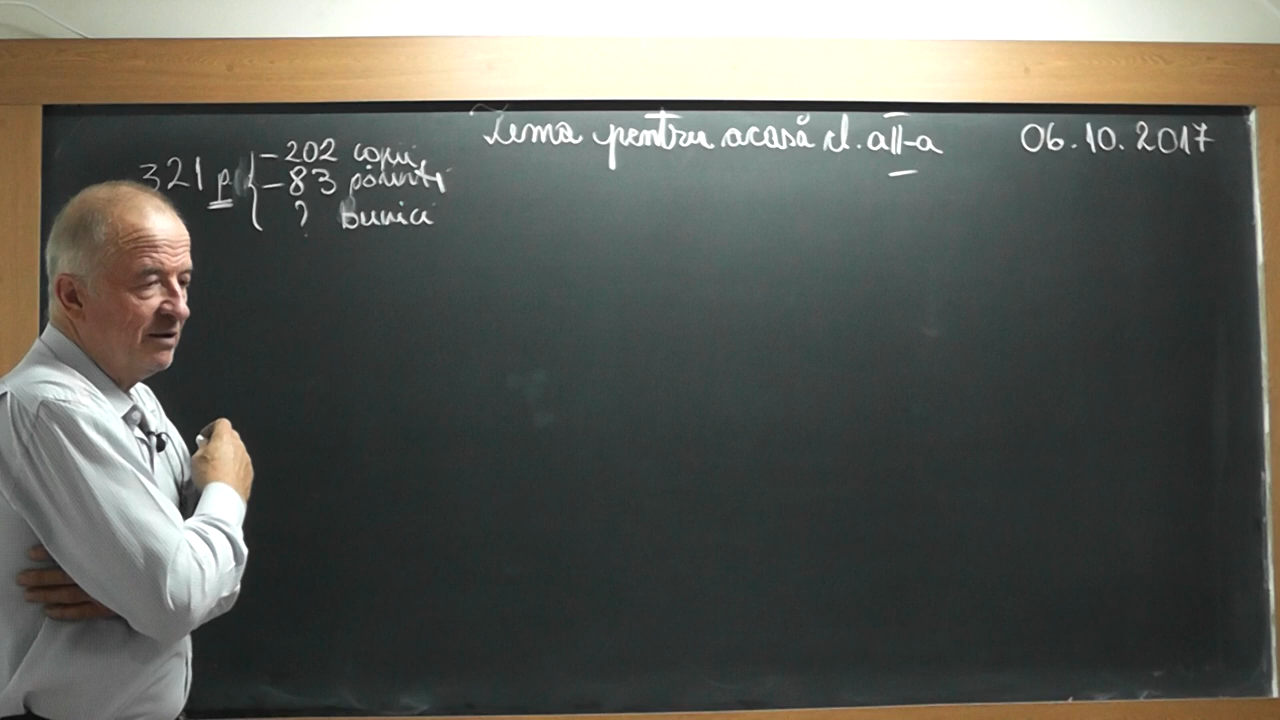 Tema pentru acasă cl. a II-a 06.10.2017
- 202 copii
321 p - 83 părinți
? bunici